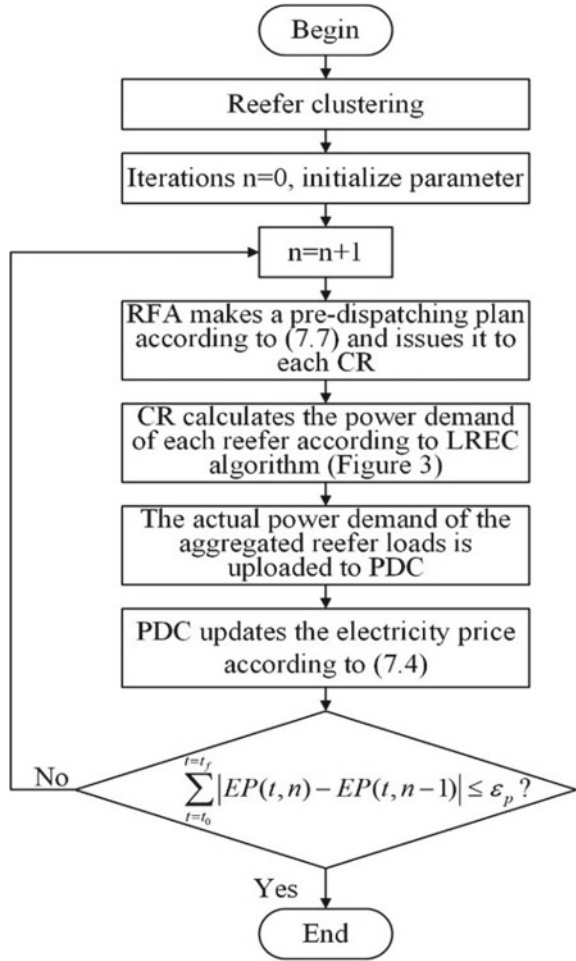 Begin
Reefer clustering
Iterations n=0, initialize parameter
n=n+1
RFA makes a pre-dispatching plan
according to (7.7) and issues it to
each CR
CR calculates the power demand
of each reefer according to LREC
algorithm (Figure 3)
The actual power demand of the
aggregated reefer loads is
uploaded to PDC
PDC updates the electricity price
according to (7.4)
No
t=t_f
∑|EP(t,n)−EP(t,n−1)|≤ε_p?
t=t_0
Yes
End